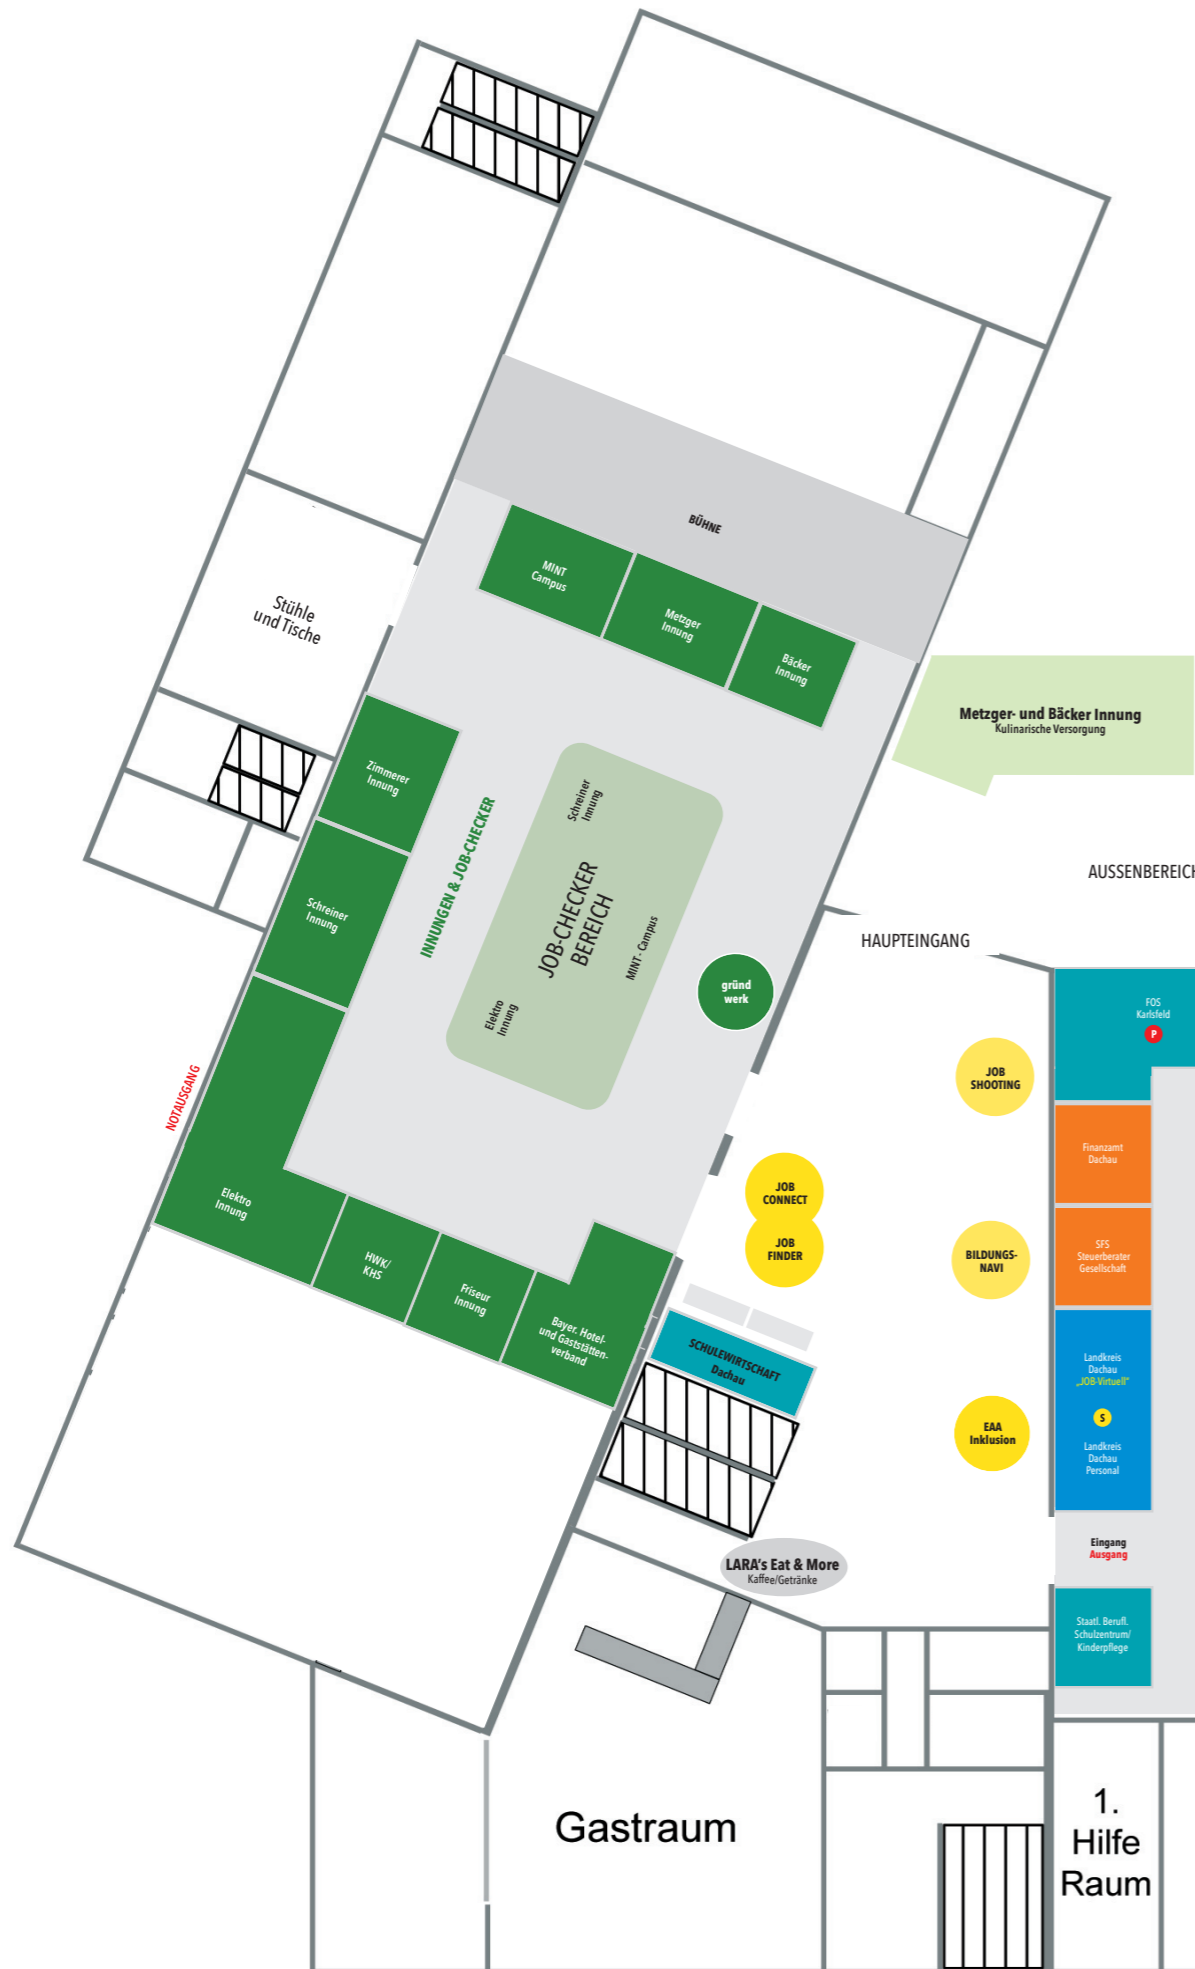 BÜHNE
MINT
Campus
Metzger
Innung
Bäcker
Innung
Stühle
und Tische
Metzger- und Bäcker Innung
Kulinarische Versorgung
Zimmerer
Innung
Schreiner
Innung
INNUNGEN & JOB-CHECKER
Schreiner
Innung
JOB-CHECKER
BEREICH
MINT - Campus
Elektro
Innung
AUSSENBEREICH
HAUPTEINGANG
gründ
werk
FOS
Karlsfeld
P
JOB
SHOOTING
NOTAUSGANG
Finanzamt
Dachau
JOB
CONNECT
JOB
FINDER
Elektro
Innung
HWK/
KHS
Friseur
Innung
Bayer. Hotel-
und Gaststätten-
verband
BILDUNGS-
NAVI
SFS
Steuerberater
Gesellschaft
SCHULEWIRTSCHAFT
Dachau
Landkreis
Dachau
„JOB-Virtuell“
S
Landkreis
Dachau
Personal
EAA
Inklusion
Eingang
Ausgang
LARA's Eat & More
Kaffee/Getränke
Staatl. Berufl.
Schulzentrum/
Kinderpflege
Gastraum
1.
Hilfe
Raum